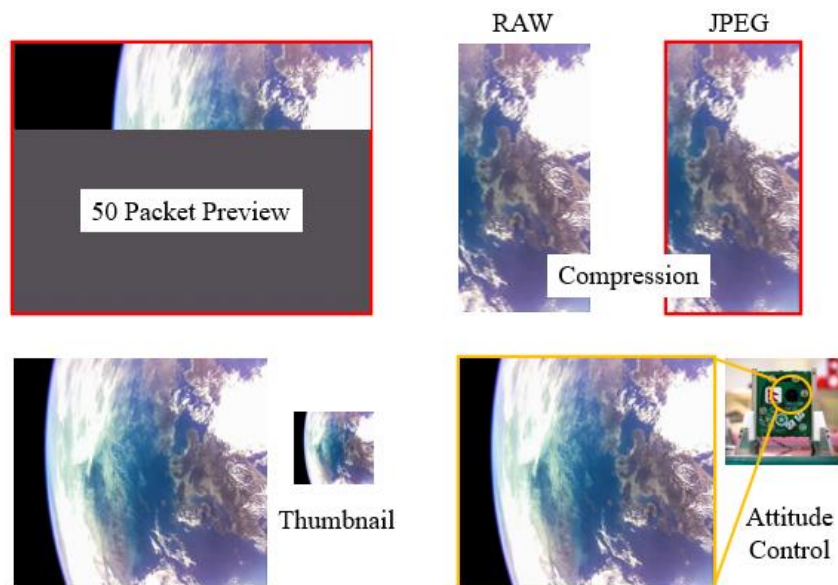 RAW
JPEG
50 Packet Preview
Compression
Thumbnail
Attitude
Control